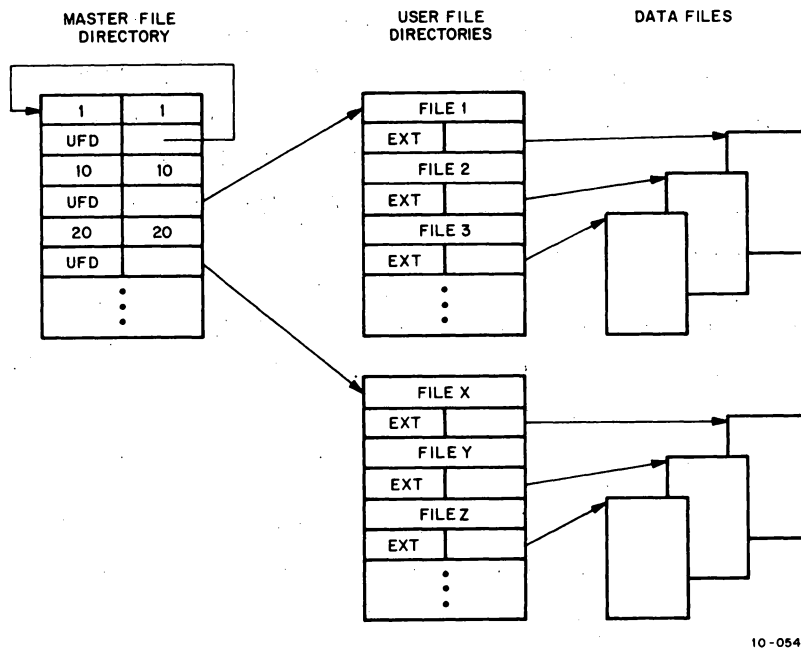 MASTER FILE
DIRECTORY
USER FILE
DIRECTORIES
DATA FILES
1 1
UFD
10 10
UFD
20 20
UFD
FILE 1
EXT
FILE 2
EXT
FILE 3
EXT
FILE X
EXT
FILE Y
EXT
FILE Z
EXT
10-054